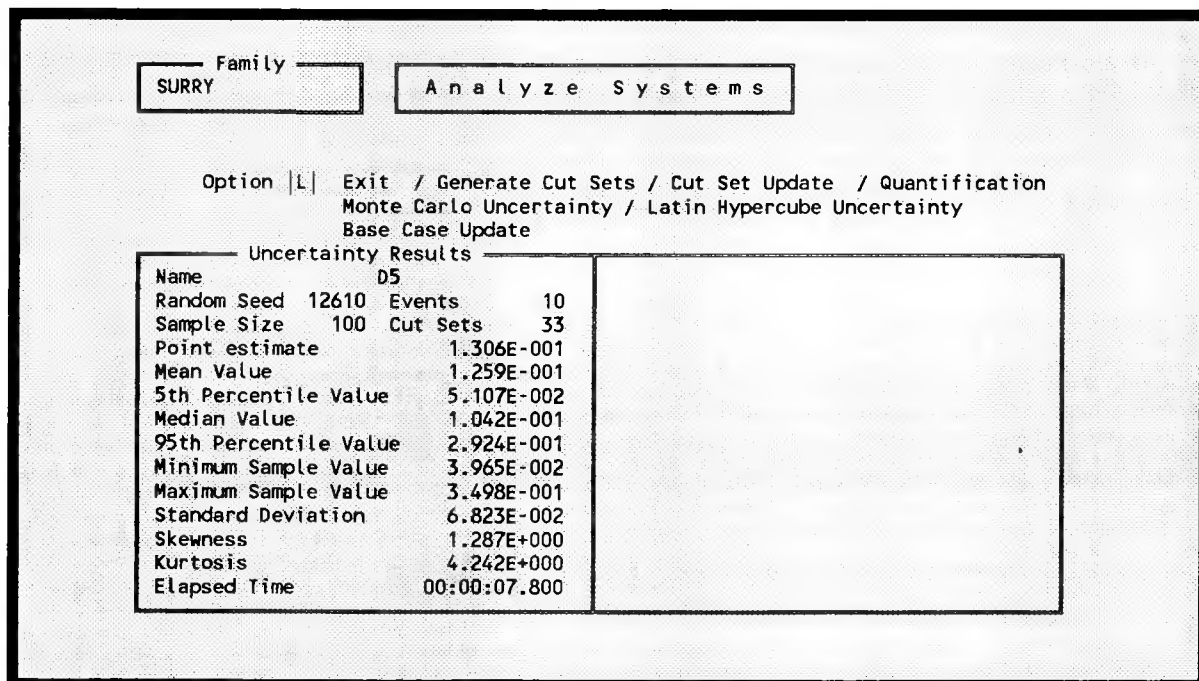 Family
SURRY
Analyze Systems
Option |L| Exit / Generate Cut Sets / Cut Set Update / Quantification
Monte Carlo Uncertainty / Latin Hypercube Uncertainty
Base Case Update
Uncertainty Results
Name D5
Random Seed 12610 Events 10
Sample Size 100 Cut Sets 33
Point estimate 1.306E-001
Mean Value 1.259E-001
5th Percentile Value 5.107E-002
Median Value 1.042E-001
95th Percentile Value 2.924E-001
Minimum Sample Value 3.965E-002
Maximum Sample Value 3.498E-001
Standard Deviation 6.823E-002
Skewness 1.287E+000
Kurtosis 4.242E+000
Elapsed Time 00:00:07.800